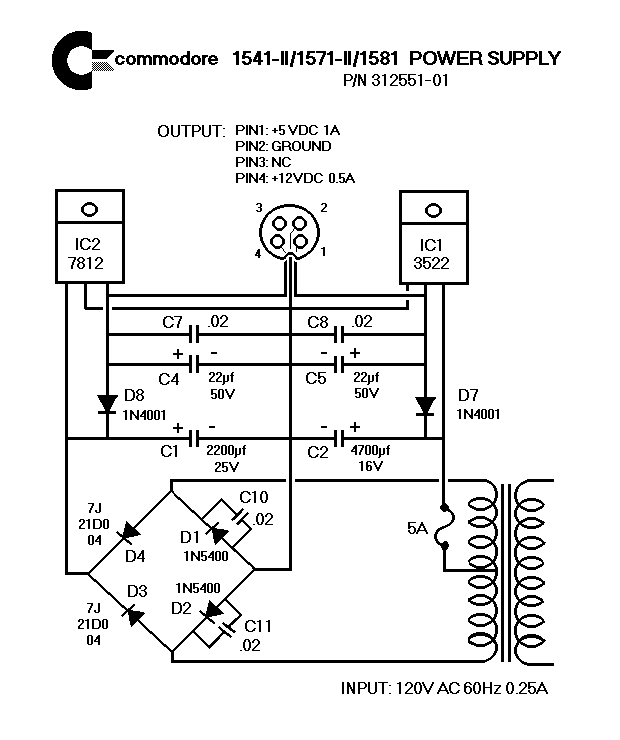 commodore 1541-II/1571-II/1581 POWER SUPPLY
P/N 312551-01
OUTPUT: PIN1: +5 VDC 1A
PIN2: GROUND
PIN3: NC
PIN4: +12VDC 0.5A
3 2
4 1
IC2
7812
IC1
3522
C7 .02 C8 .02
+ - - +
C4 22µf C5 22µf
50V 50V
D8
1N4001
D7
1N4001
+ - - +
C1 2200µf C2 4700µf
25V 16V
C10
.02
7J
21D0
04
D4
D1
1N5400
5A
D3
1N5400
7J
21D0
04
D2
C11
.02
INPUT: 120V AC 60Hz 0.25A